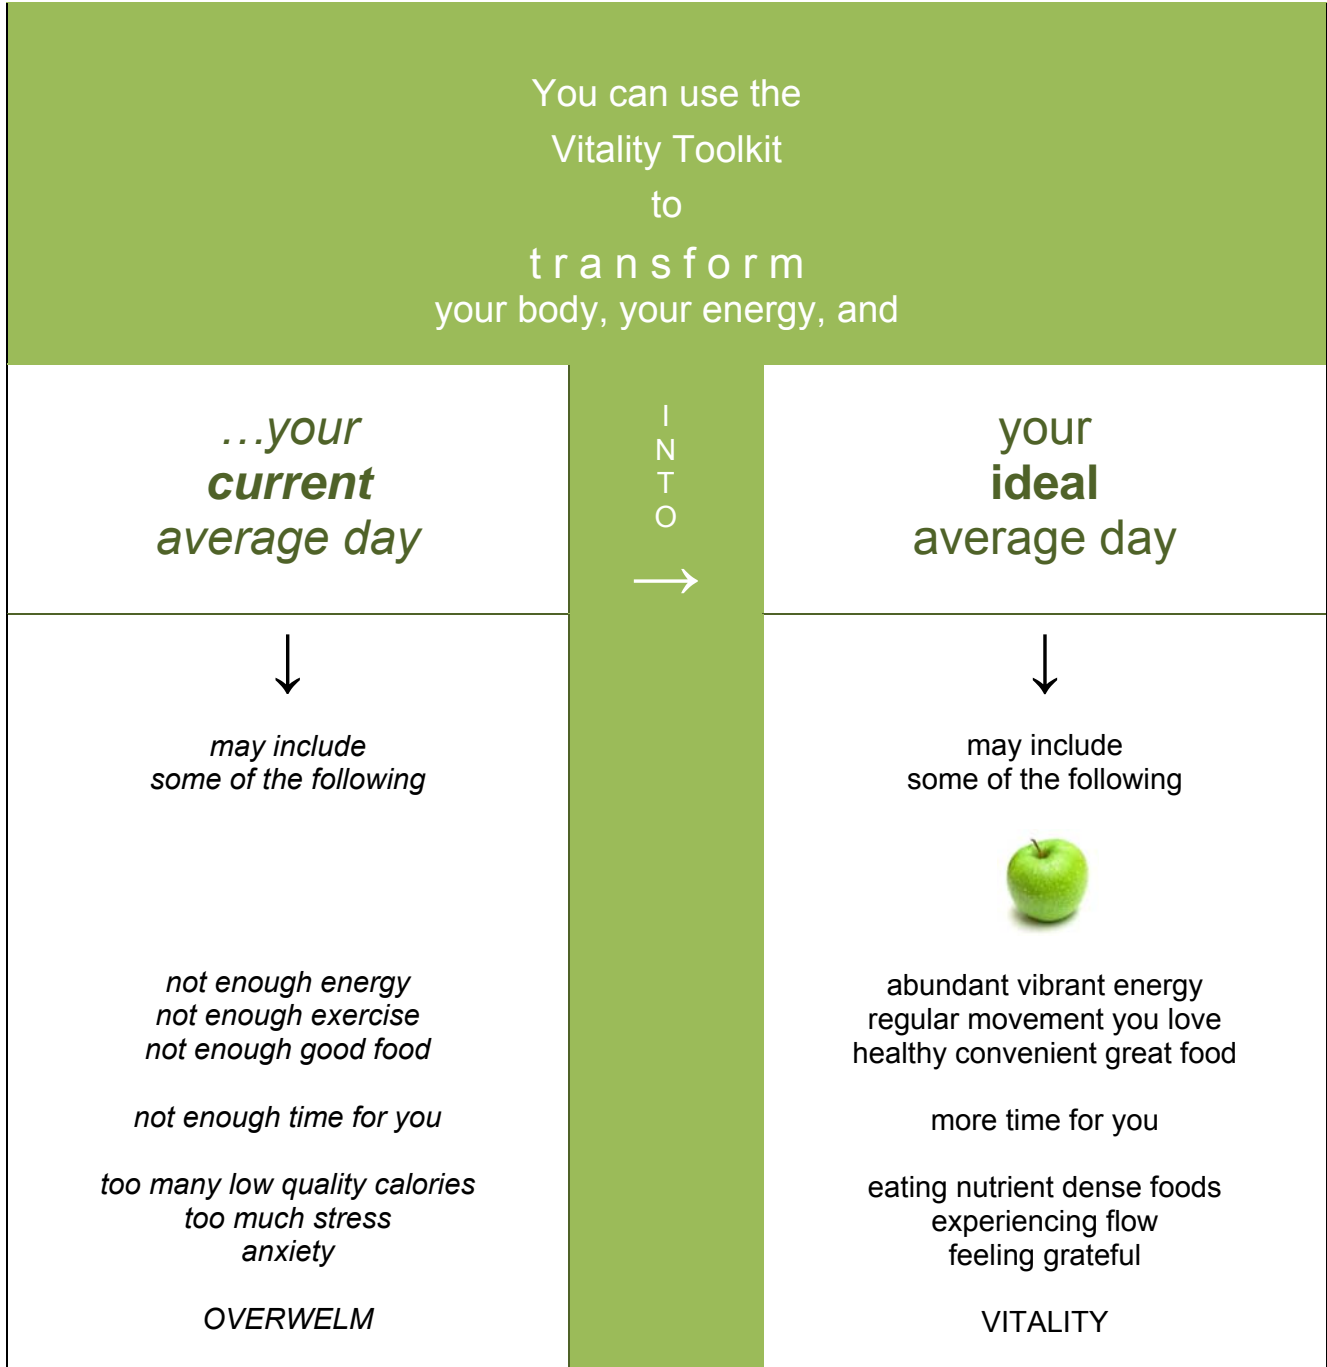 You can use the
Vitality Toolkit
to
t r a n s f o r m
your body, your energy, and
…your
current
average day
I
N
T
O
→
your
ideal
average day
↓
may include
some of the following
not enough energy
not enough exercise
not enough good food
not enough time for you
too many low quality calories
too much stress
anxiety
OVERWELM
↓
may include
some of the following
abundant vibrant energy
regular movement you love
healthy convenient great food
more time for you
eating nutrient dense foods
experiencing flow
feeling grateful
VITALITY